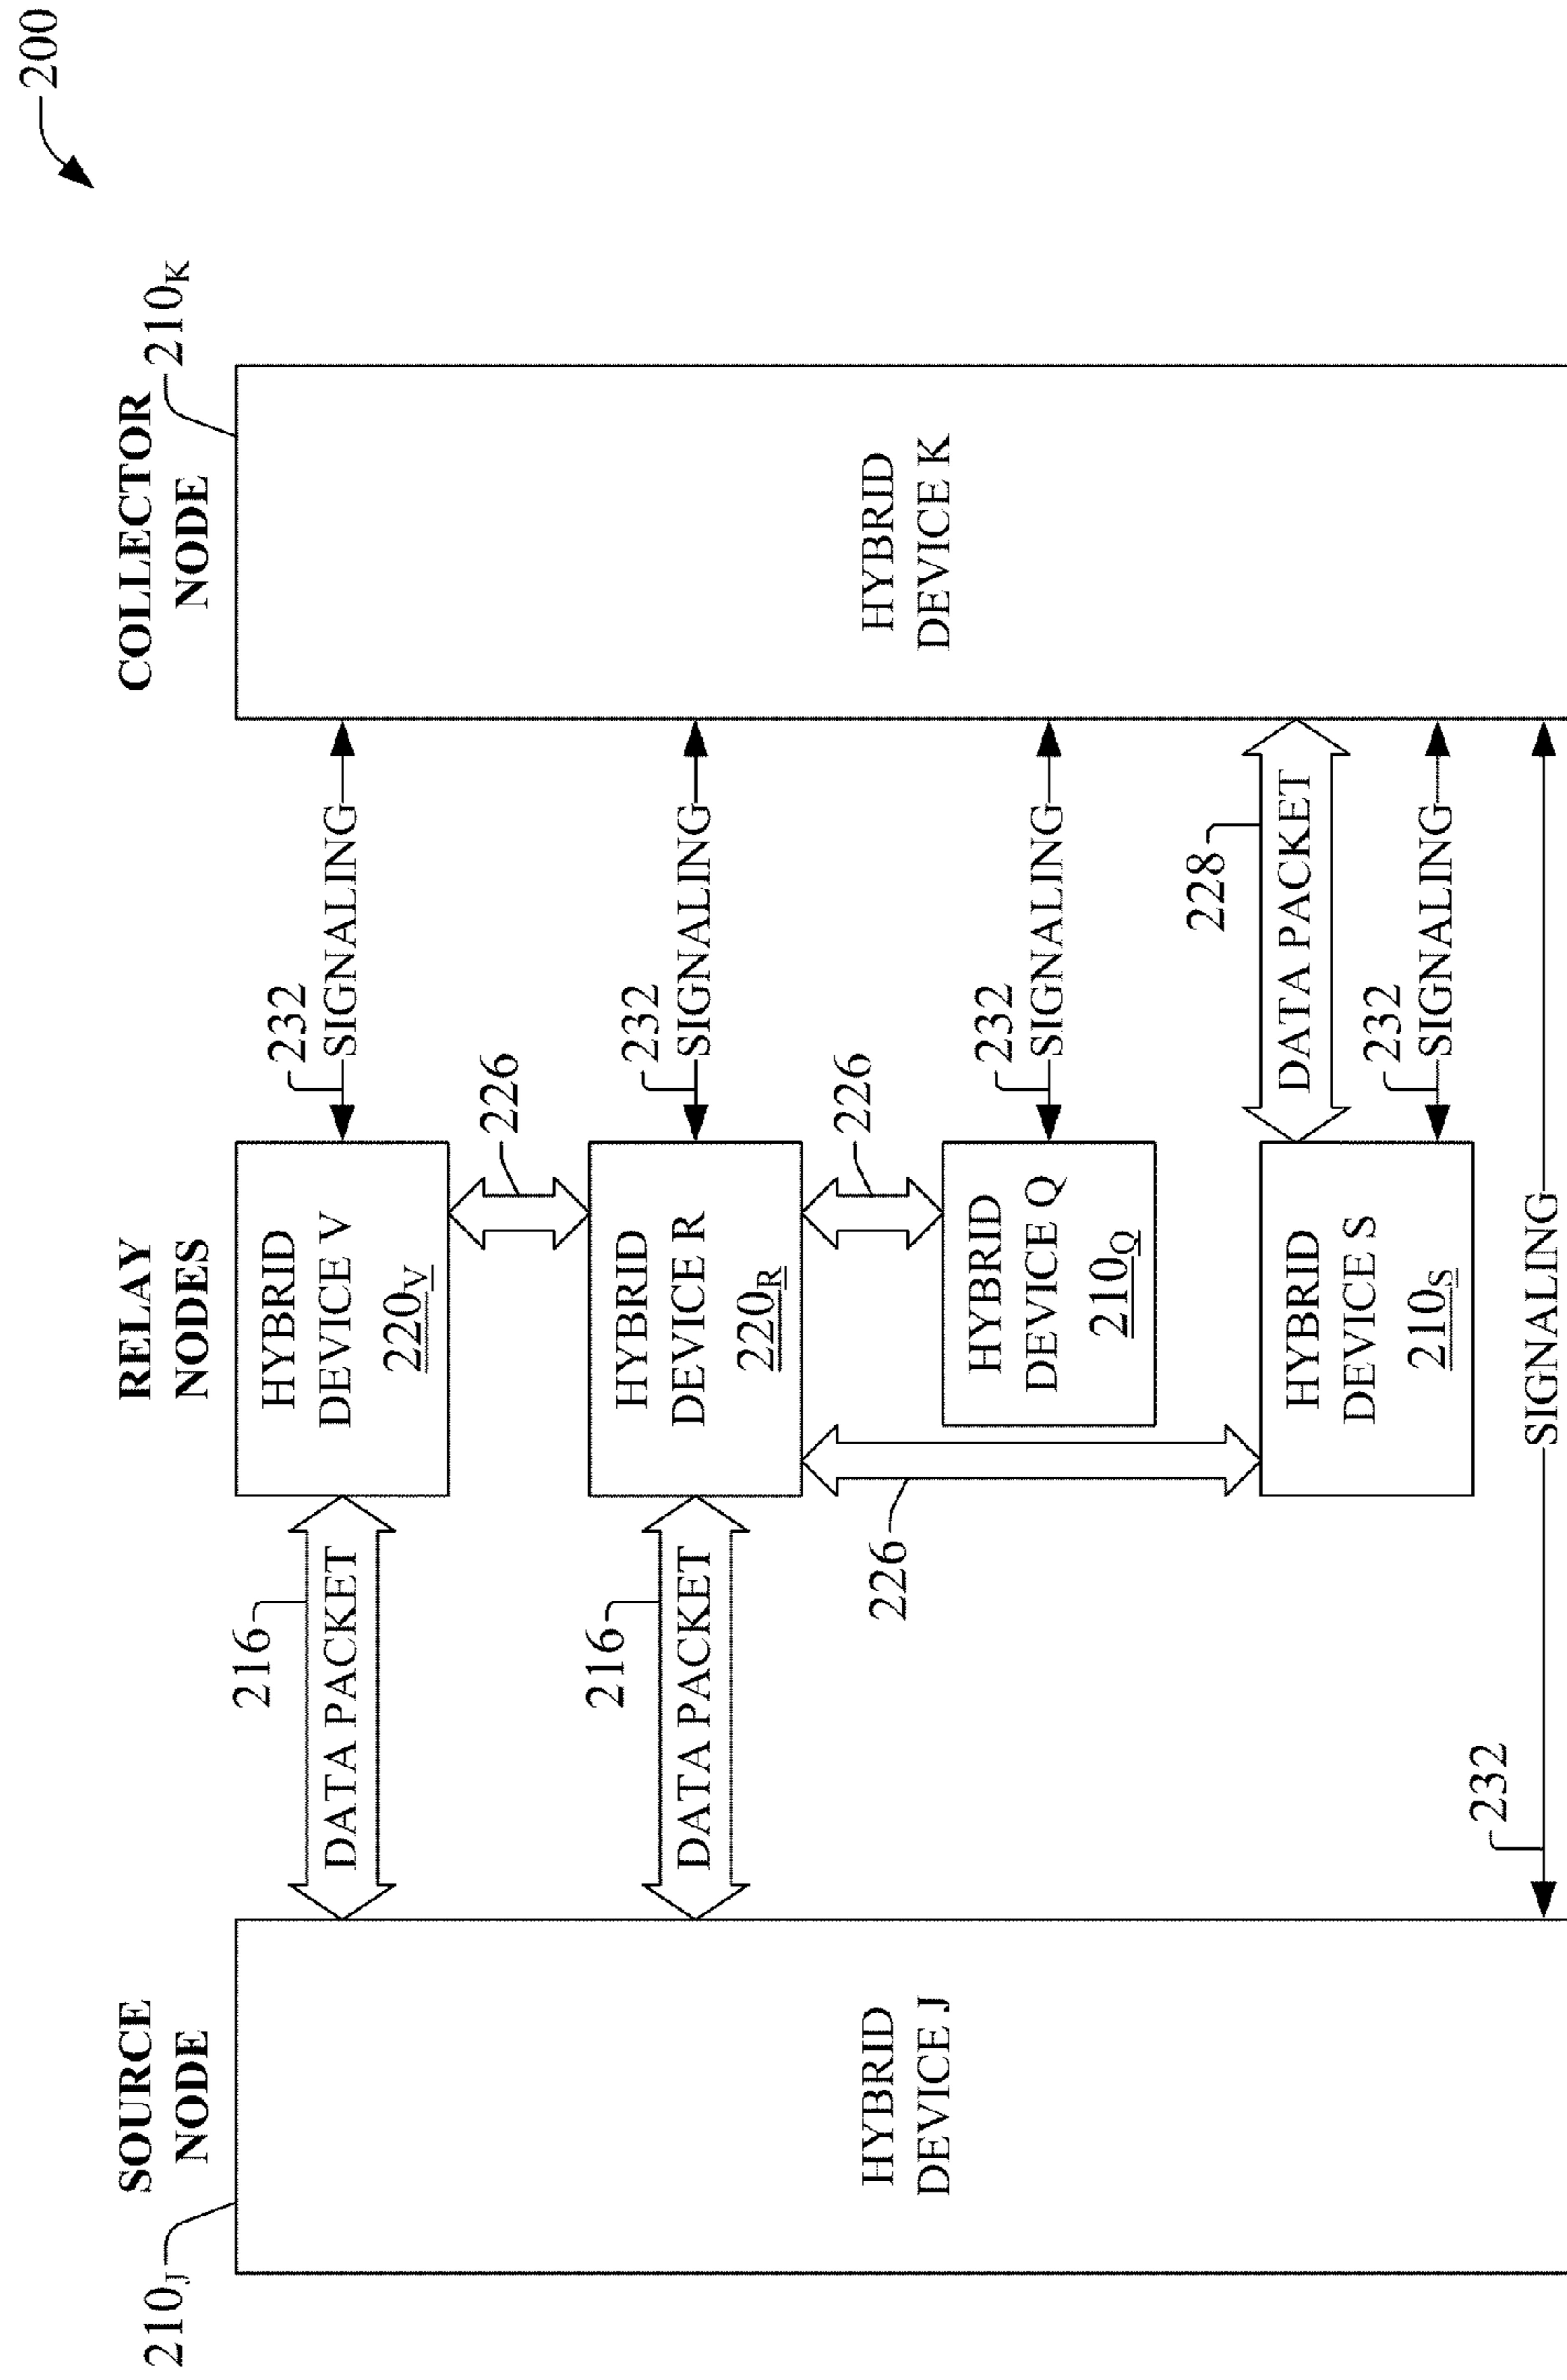 200
SOURCE
NODE
RELAY
NODES
COLLECTOR
NODE
210J
210K
HYBRID
DEVICE J
216
DATA PACKET
HYBRID
DEVICE V
220V
232
SIGNALING
226
216
DATA PACKET
HYBRID
DEVICE R
220R
232
SIGNALING
226
HYBRID
DEVICE Q
210Q
232
SIGNALING
226
HYBRID
DEVICE S
210S
228
DATA PACKET
232
SIGNALING
HYBRID
DEVICE K
232
SIGNALING